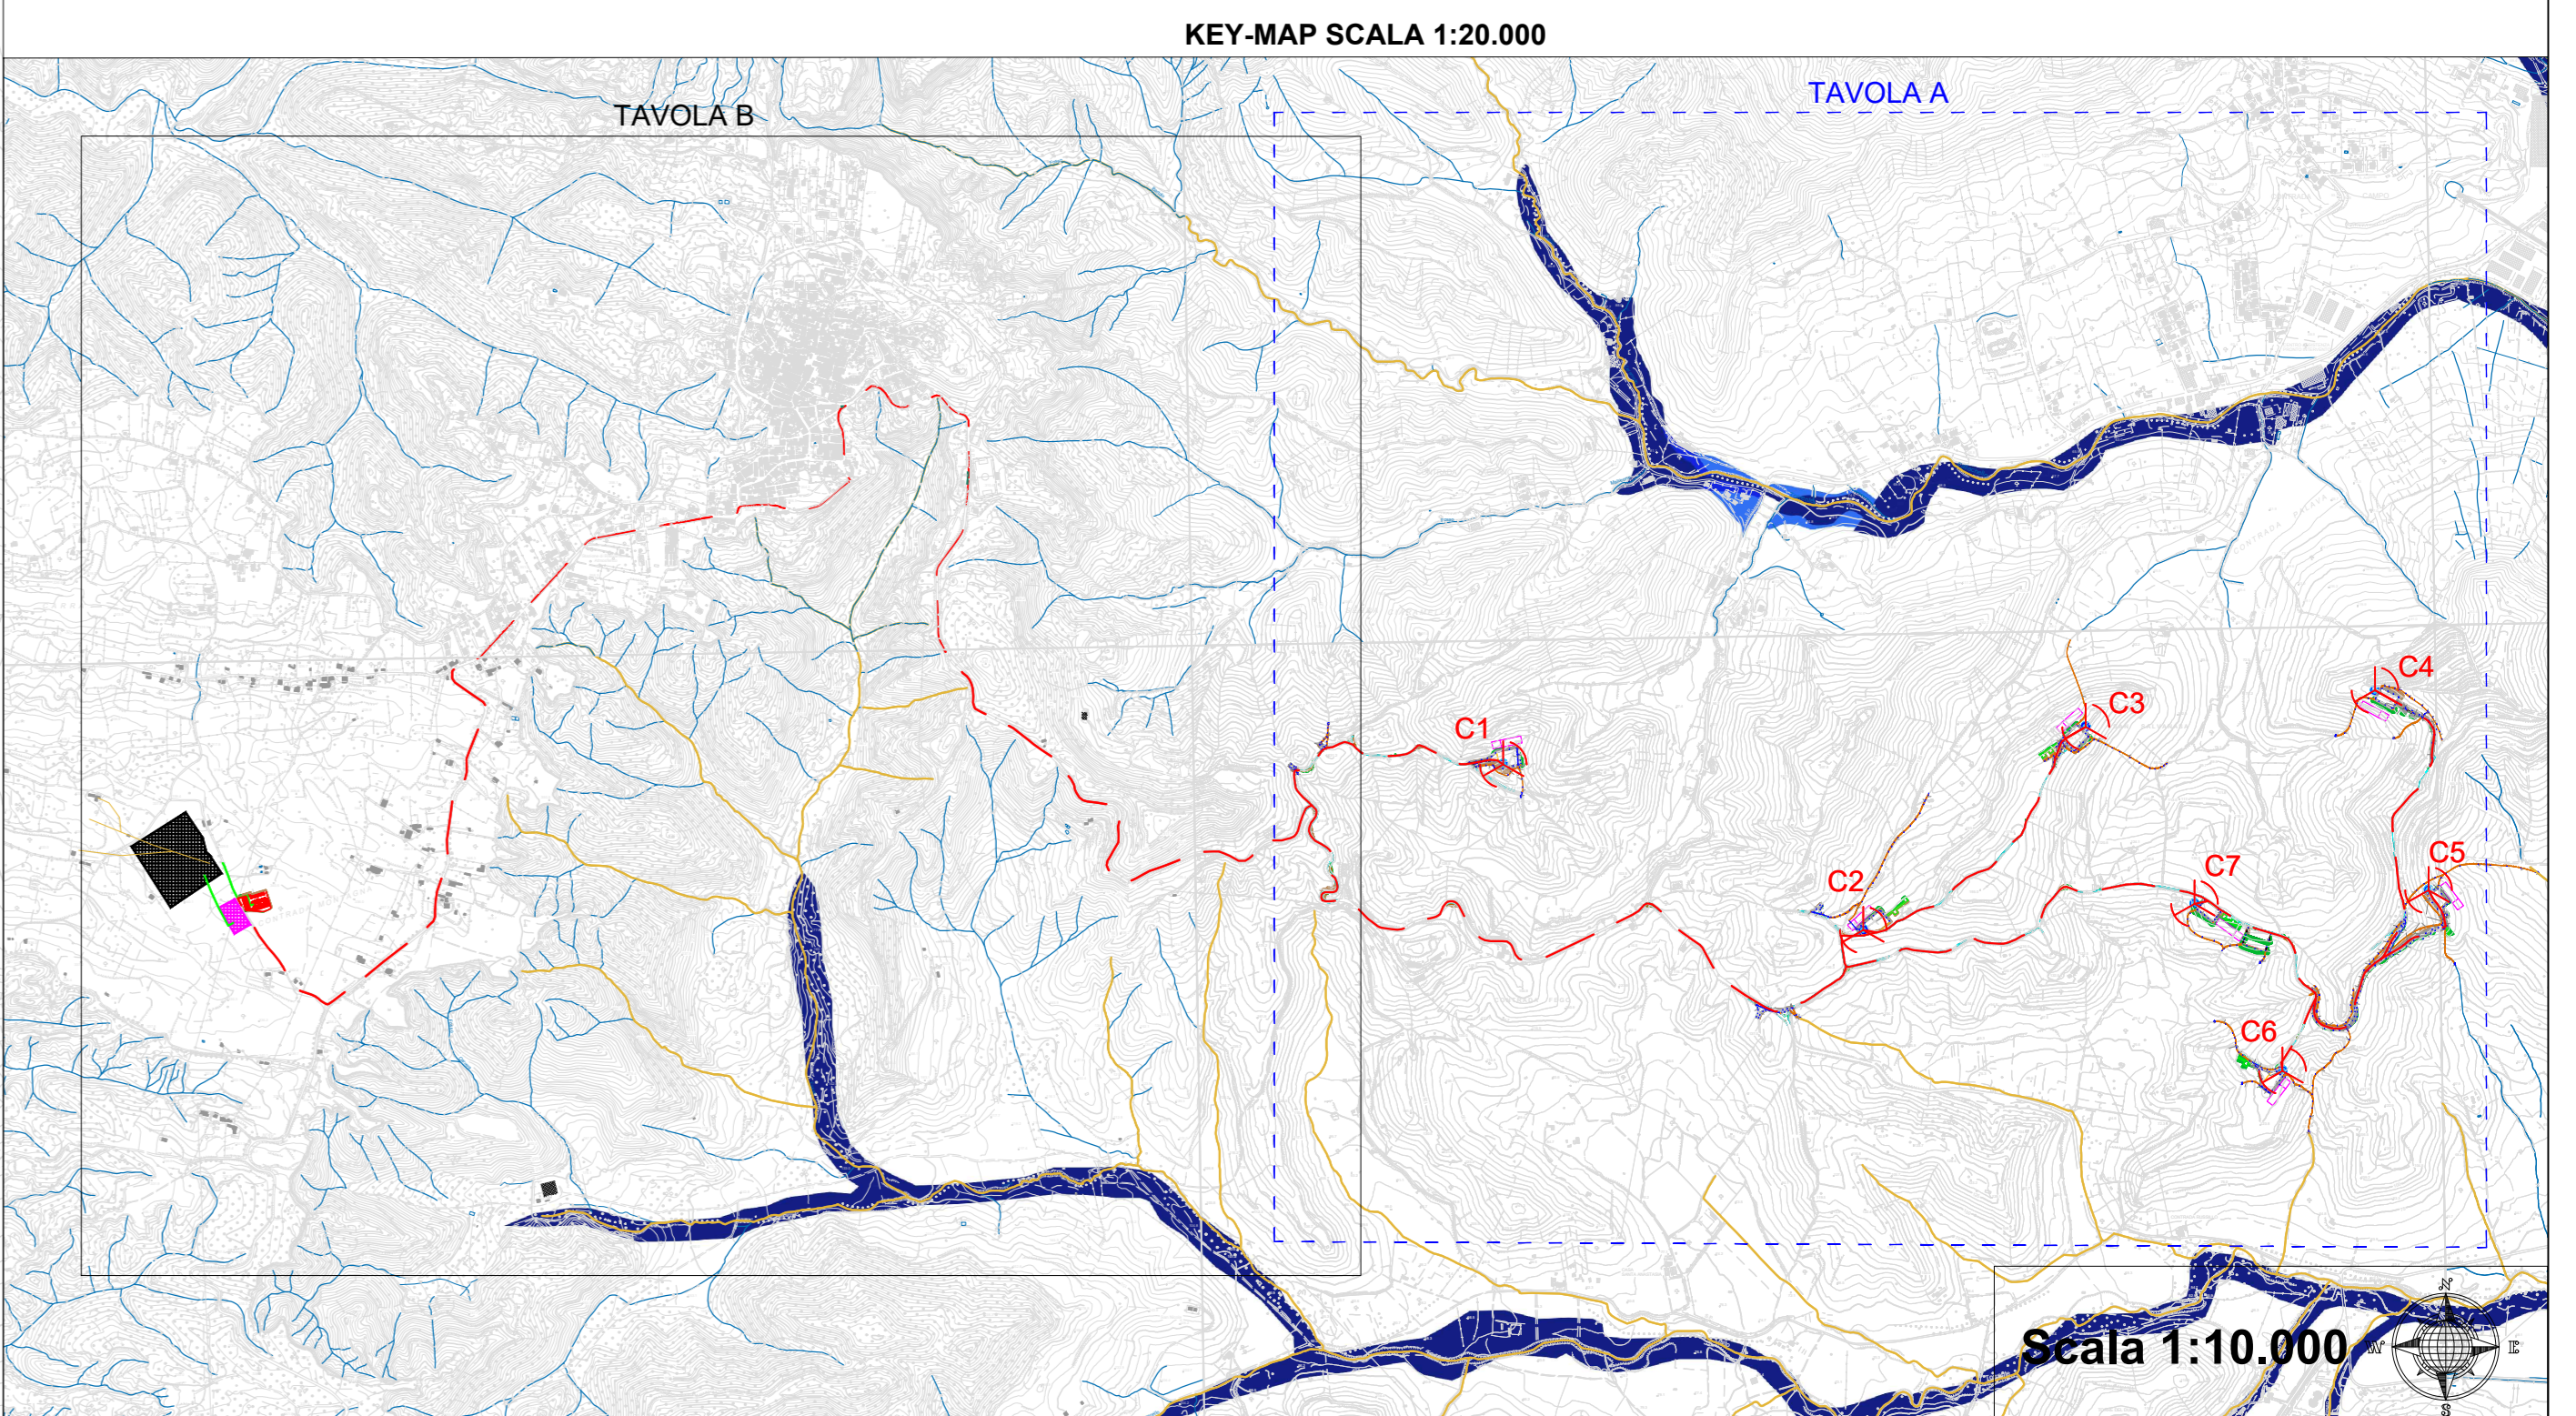 KEY-MAP SCALA 1:20.000
TAVOLA A
TAVOLA B
C4
C3
C1
C5
C7
C2
C6
N
Scala 1:10.000
W
E
S